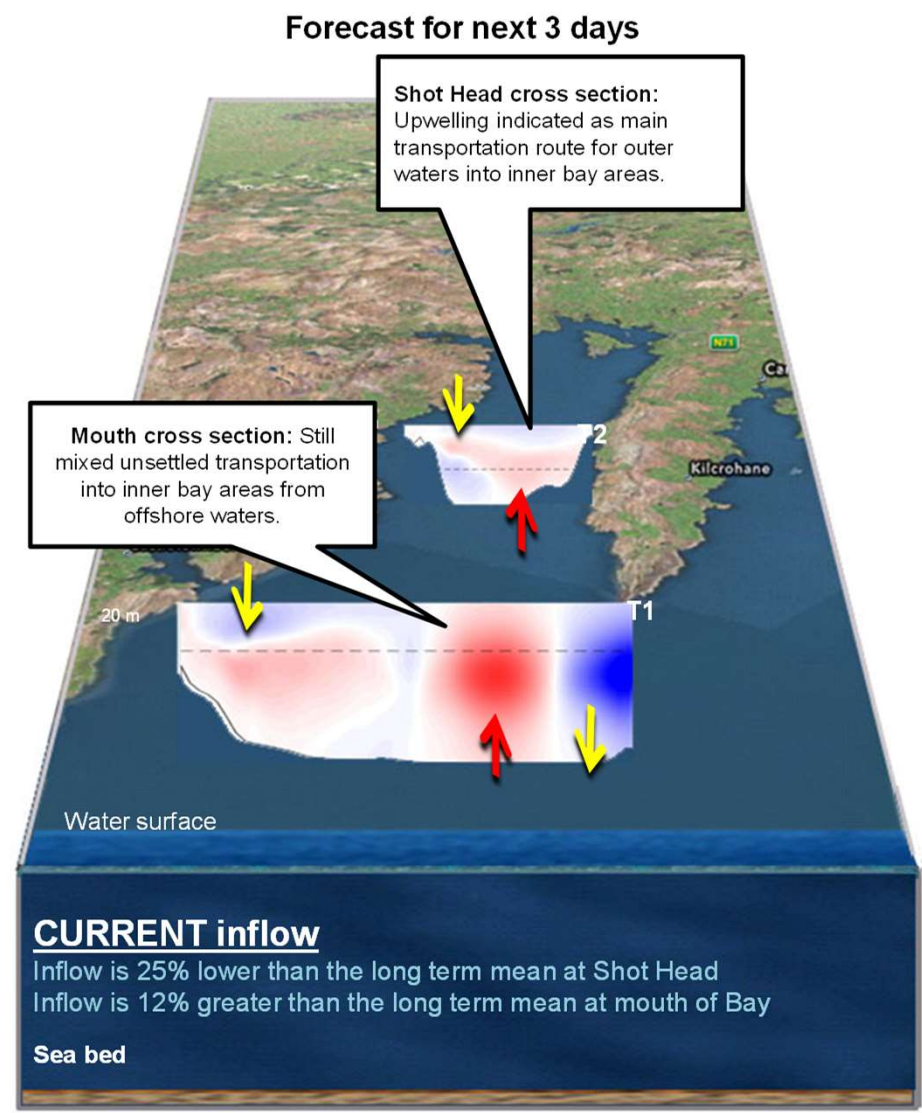 Forecast for next 3 days
Shot Head cross section:
Upwelling indicated as main
transportation route for outer
waters into inner bay areas.
N71
Ca
T2
Mouth cross section: Still
mixed unsettled transportation
into inner bay areas from
offshore waters.
Kilcrohane
20 m
T1
Water surface
CURRENT inflow
Inflow is 25% lower than the long term mean at Shot Head
Inflow is 12% greater than the long term mean at mouth of Bay
Sea bed